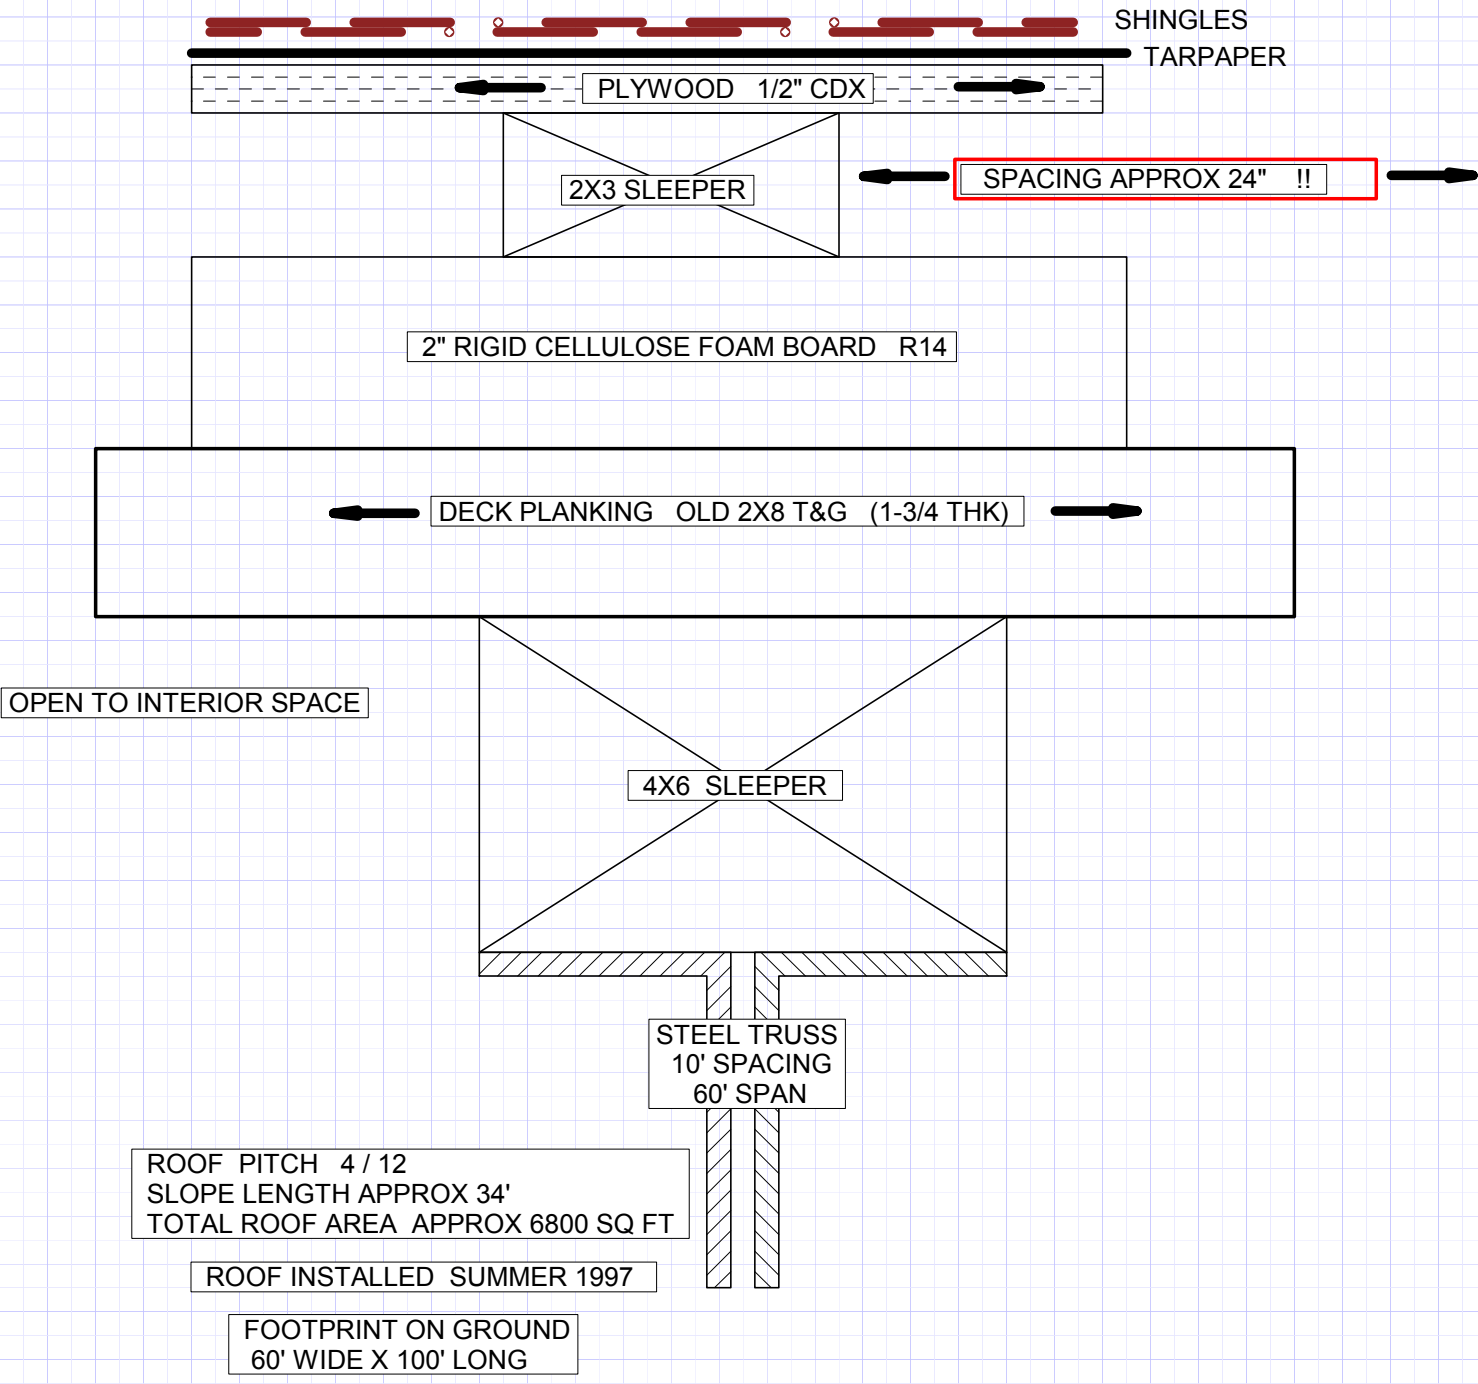 SHINGLES
TARPAPER
PLYWOOD 1/2" CDX
2X3 SLEEPER
SPACING APPROX 24" !!
2" RIGID CELLULOSE FOAM BOARD R14
DECK PLANKING OLD 2X8 T&G (1-3/4 THK)
OPEN TO INTERIOR SPACE
4X6 SLEEPER
STEEL TRUSS
10' SPACING
60' SPAN
ROOF PITCH 4 / 12
SLOPE LENGTH APPROX 34'
TOTAL ROOF AREA APPROX 6800 SQ FT
ROOF INSTALLED SUMMER 1997
FOOTPRINT ON GROUND
60' WIDE X 100' LONG